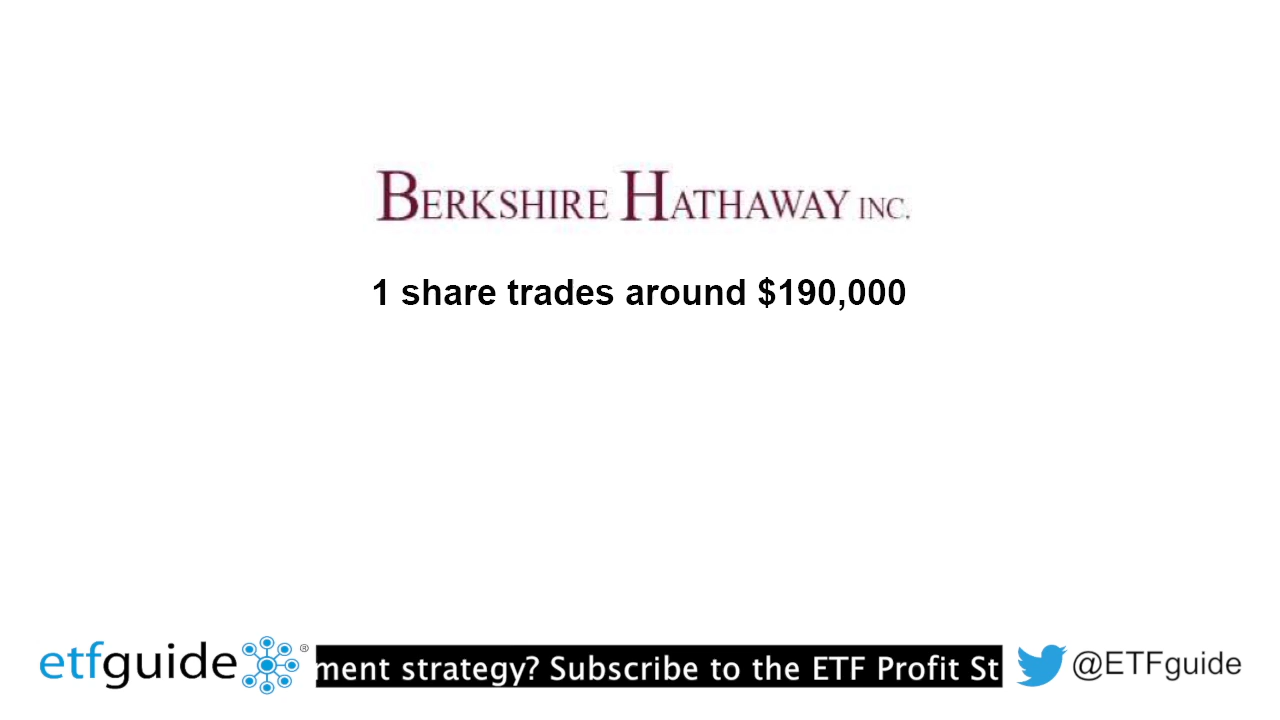 BERKSHIRE HATHAWAY INC.
1 share trades around $190,000
etfguide®
ment strategy? Subscribe to the ETF Profit St
@ETFguide